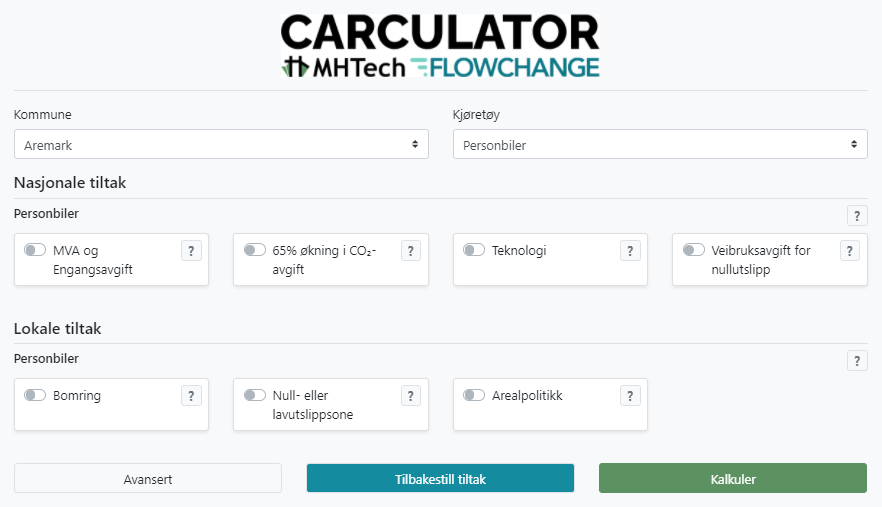 CARCULATOR
MHTech FLOWCHANGE
Kommune
Kjøretøy
Aremark
Personbiler
Nasjonale tiltak
Personbiler
?
MVA og
Engangsavgift
?
65% økning i CO₂-
avgift
?
Teknologi
?
Veibruksavgift for
nullutslipp
?
Lokale tiltak
Personbiler
?
Bomring
?
Null- eller
lavutslippsone
?
Arealpolitikk
?
Avansert
Tilbakestill tiltak
Kalkuler